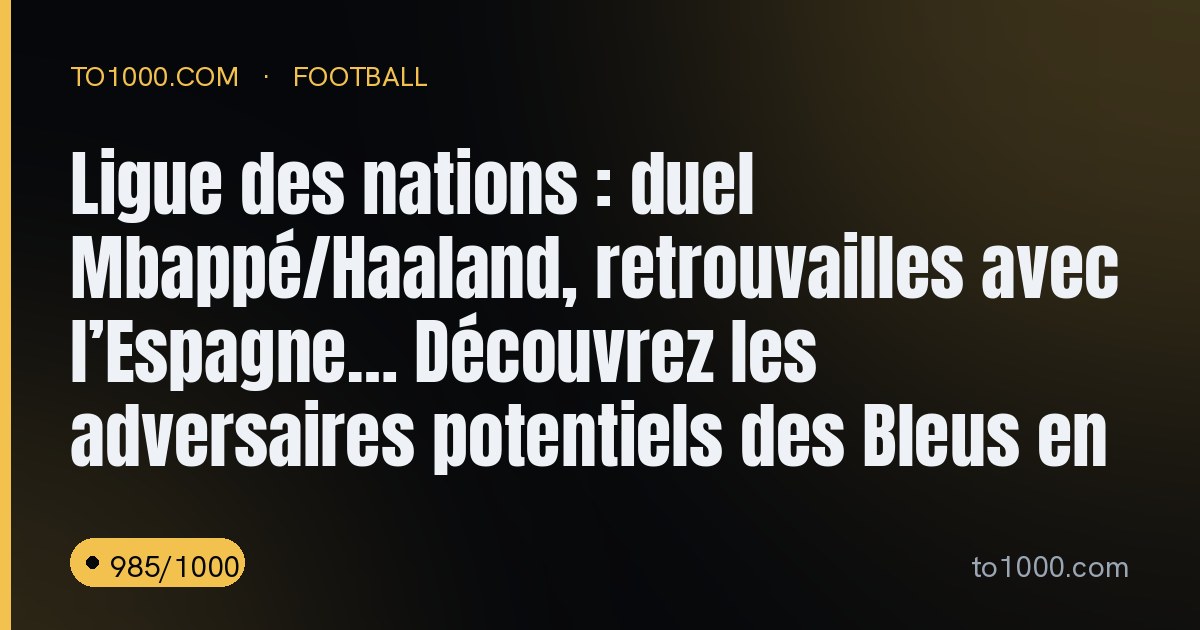 TO1000.COM · FOOTBALL
Ligue des nations : duel
Mbappé/Haaland, retrouvailles avec
l’Espagne... Découvrez les
adversaires potentiels des Bleus en
985/1000
to1000.com